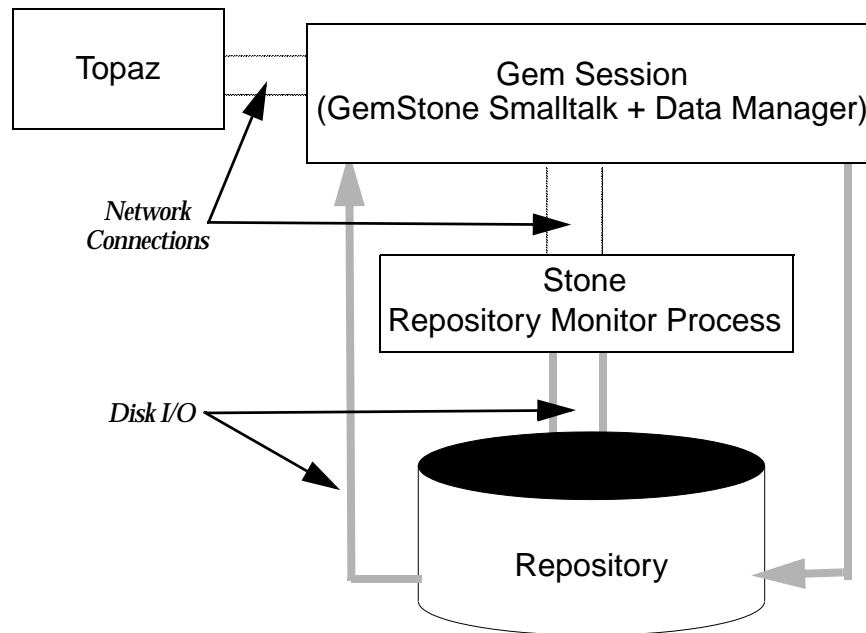 Topaz
Gem Session
(GemStone Smalltalk + Data Manager)
Network
Connections
Stone
Repository Monitor Process
Disk I/O
Repository